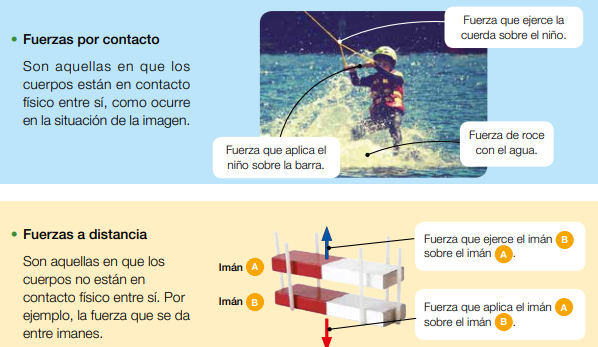 • Fuerzas por contacto
Son aquellas en que los
cuerpos están en contacto
físico entre sí, como ocurre
en la situación de la imagen.
Fuerza que ejerce la
cuerda sobre el niño.
Fuerza que aplica el
niño sobre la barra.
Fuerza de roce
con el agua.
• Fuerzas a distancia
Son aquellas en que los
cuerpos no están en
contacto físico entre sí. Por
ejemplo, la fuerza que se da
entre imanes.
Imán A
Imán B
Fuerza que ejerce el imán B
sobre el imán A.
Fuerza que aplica el imán A
sobre el imán B.